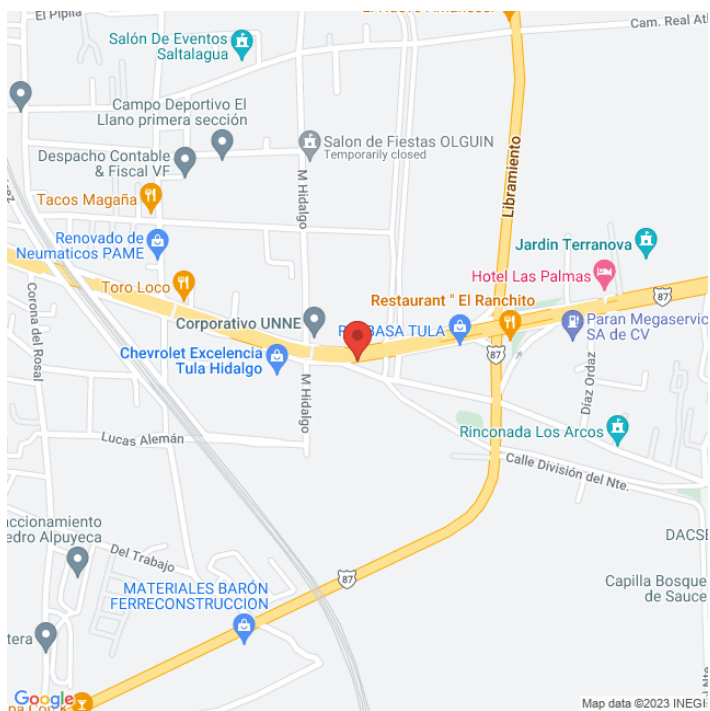 El Pípila
Cam. Real Atl
Salón De Eventos
Saltalagua
Campo Deportivo El
Llano primera sección
Salon de Fiestas OLGUIN
Temporarily closed
Despacho Contable
& Fiscal VF
Tacos Magaña
M Hidalgo
Libramiento
Renovado de
Neumaticos PAME
Jardin Terranova
Hotel Las Palmas
Toro Loco
Restaurant " El Ranchito
87
Corona del Rosal
Corporativo UNNE
BASA TULA
Paran Megaservic
SA de CV
Chevrolet Excelencia
Tula Hidalgo
87
M Hidalgo
Díaz Ordaz
Lucas Alemán
Rinconada Los Arcos
Calle División del Nte.
accionamiento
edro Alpuyeca
Del Trabajo
DACSE
87
MATERIALES BARÓN
FERRECONSTRUCCION
Capilla Bosque
de Sauce
tera
Google
Map data ©2023 INEGI